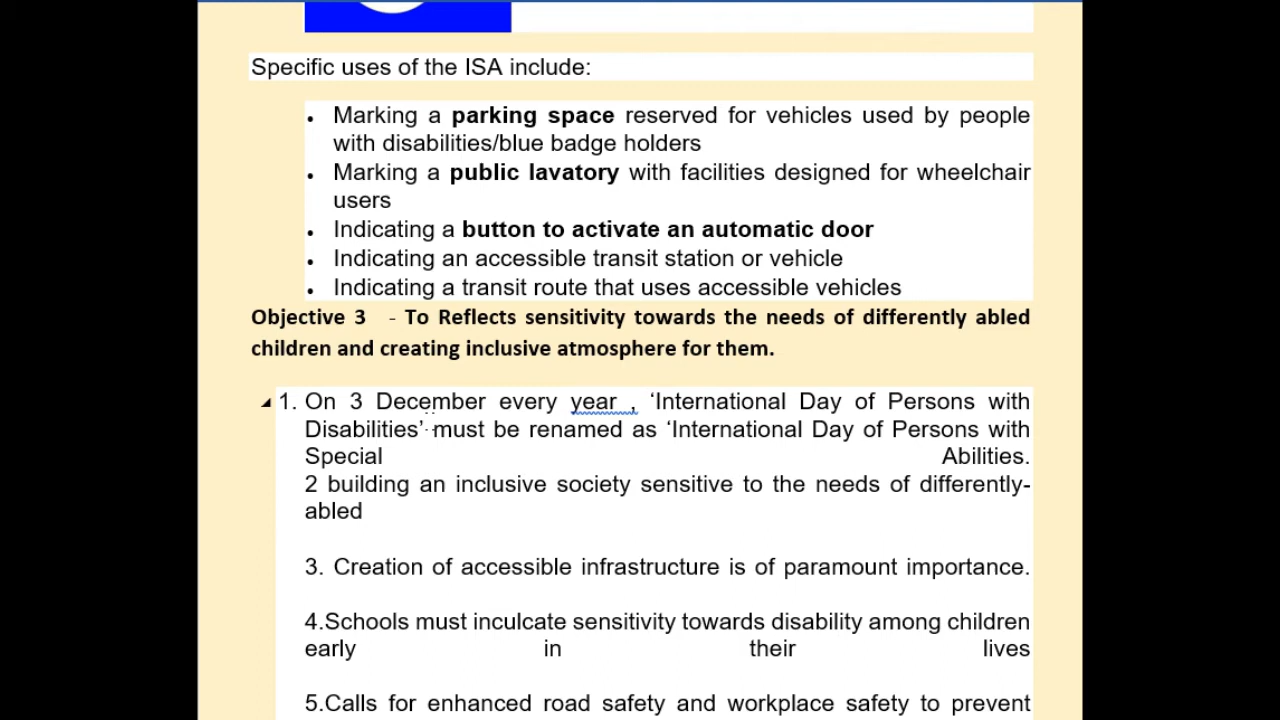 Specific uses of the ISA include:
• Marking a parking space reserved for vehicles used by people
with disabilities/blue badge holders
• Marking a public lavatory with facilities designed for wheelchair
users
• Indicating a button to activate an automatic door
• Indicating an accessible transit station or vehicle
• Indicating a transit route that uses accessible vehicles
Objective 3 - To Reflects sensitivity towards the needs of differently abled
children and creating inclusive atmosphere for them.
1. On 3 December every year , ‘International Day of Persons with
Disabilities’ must be renamed as ‘International Day of Persons with
Special Abilities.
2 building an inclusive society sensitive to the needs of differently-
abled
3. Creation of accessible infrastructure is of paramount importance.
4.Schools must inculcate sensitivity towards disability among children
early in their lives
5.Calls for enhanced road safety and workplace safety to prevent